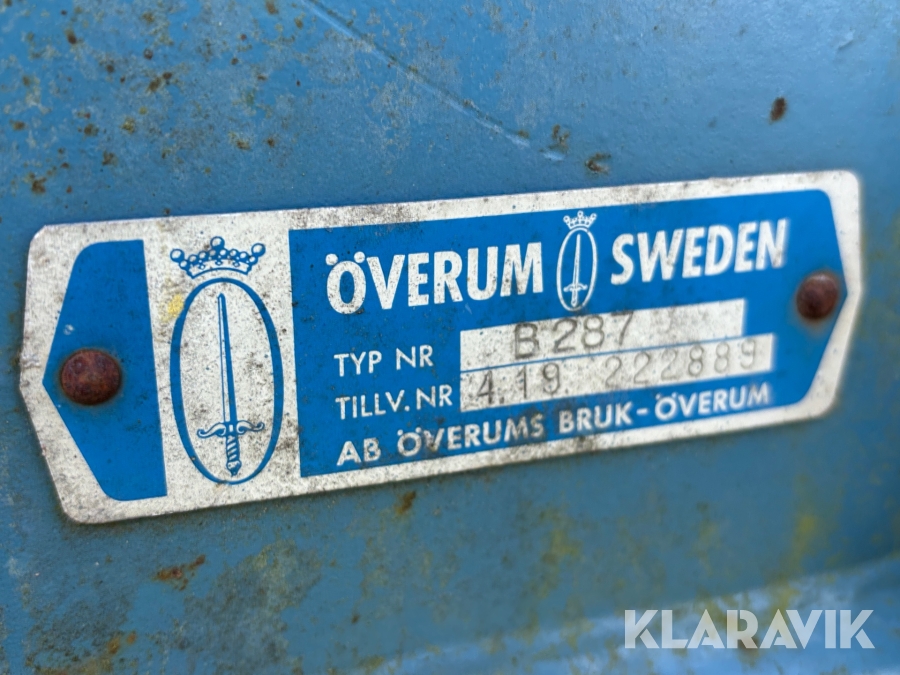 ÖVERUM SWEDEN
TYP NR B 287
TILLV.NR 4.19 222889
AB ÖVERUMS BRUK-ÖVERUM
KLARAVIK